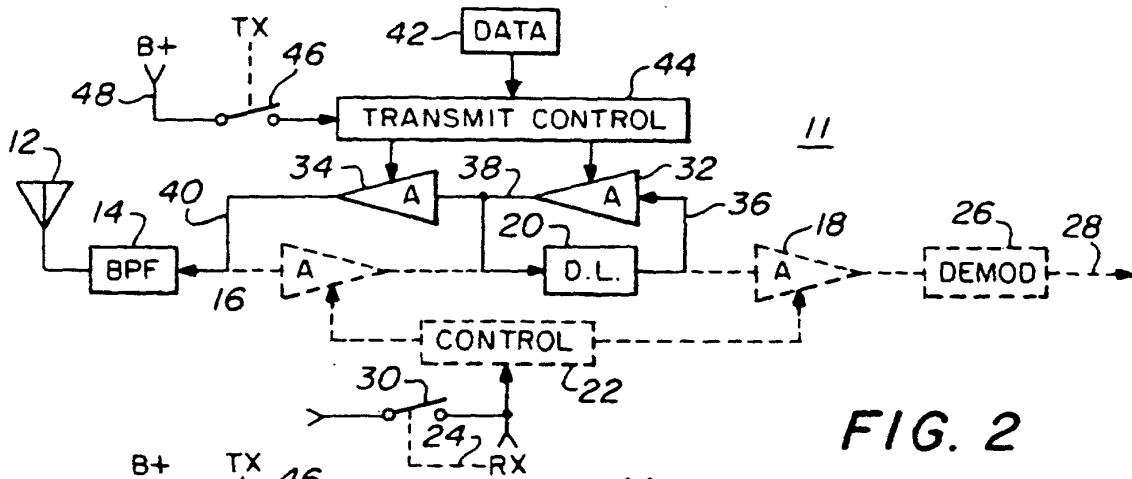 TX
42
DATA
B+
46
44
48
TRANSMIT CONTROL
11
12
34
A
38
A
32
40
36
14
20
18
26
28
BPF
A
D.L.
A
DEMOD
16
CONTROL
30
22
24
RX
FIG. 2
B+
TX
46